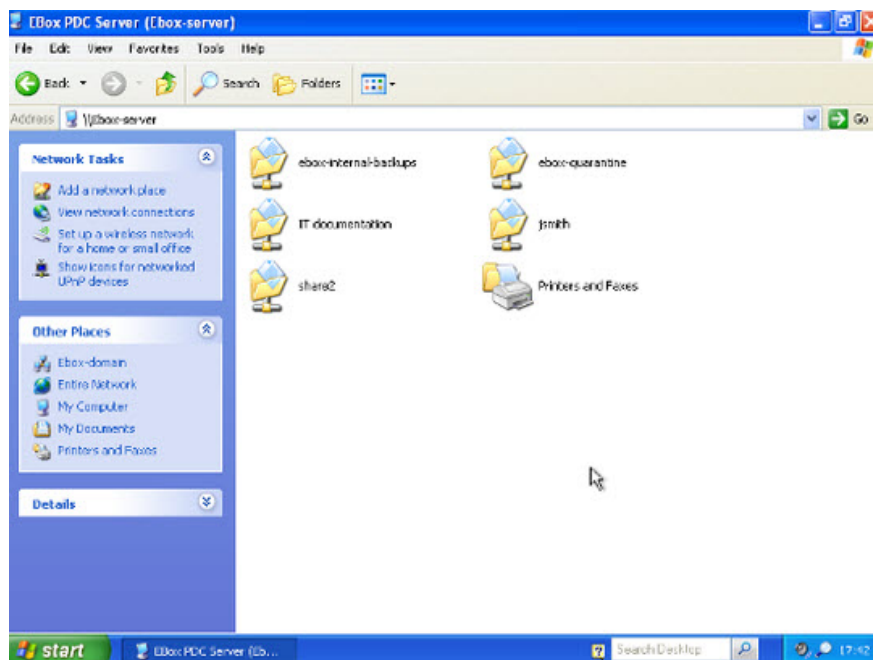 EBox PDC Server (Ebox-server)
File Edit View Favorites Tools Help
Back Search Folders
Address \\Ebox-server Go
Network Tasks
Add a network place
View network connections
Set up a wireless network
for a home or small office
Show icons for networked
UPnP devices
Other Places
Ebox-domain
Entire Network
My Computer
My Documents
Printers and Faxes
Details
ebox-internal-backups
ebox-quarantine
IT documentation
jsmith
share2
Printers and Faxes
start
EBox PDC Server (Eb...
Search Desktop
17:42